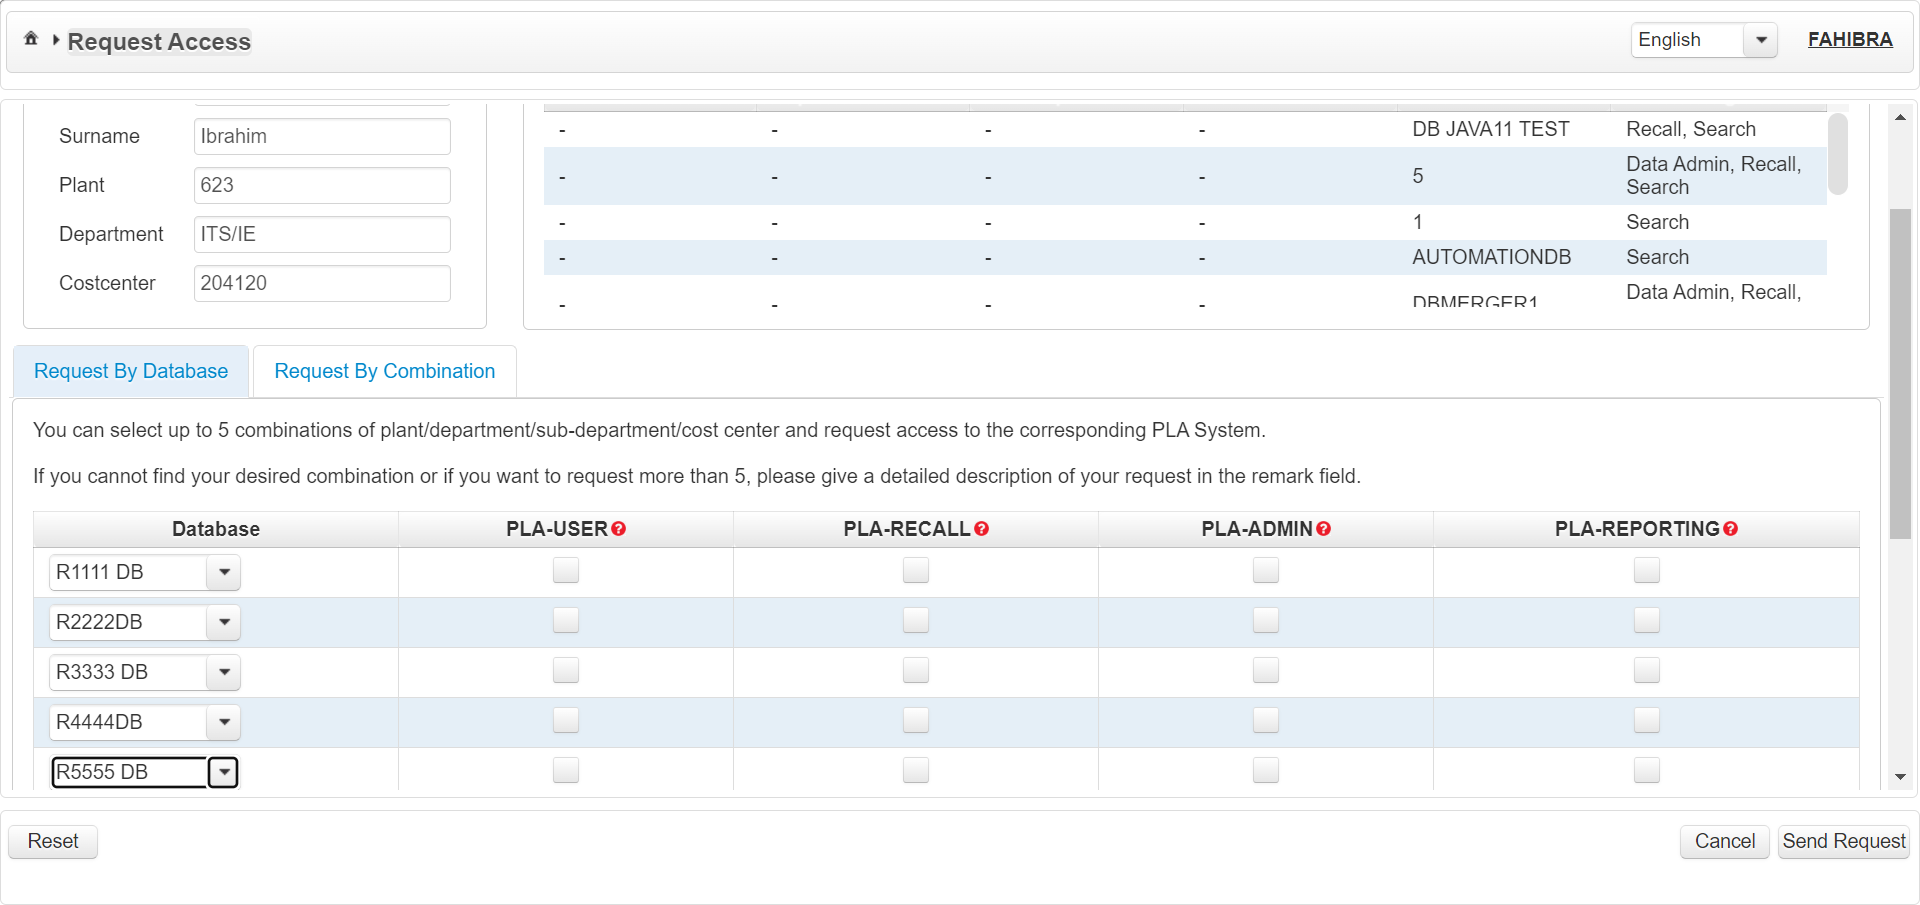 Request Access
English
FAHIBRA
Surname Ibrahim
Plant 623
Department ITS/IE
Costcenter 204120
- - - - DB JAVA11 TEST Recall, Search
- - - - 5 Data Admin, Recall, Search
- - - - 1 Search
- - - - AUTOMATIONDB Search
- - - - DBMERGER1 Data Admin, Recall,
Request By Database Request By Combination
You can select up to 5 combinations of plant/department/sub-department/cost center and request access to the corresponding PLA System.
If you cannot find your desired combination or if you want to request more than 5, please give a detailed description of your request in the remark field.
Database PLA-USER? PLA-RECALL? PLA-ADMIN? PLA-REPORTING?
R1111 DB
R2222DB
R3333 DB
R4444DB
R5555 DB
Reset Cancel Send Request